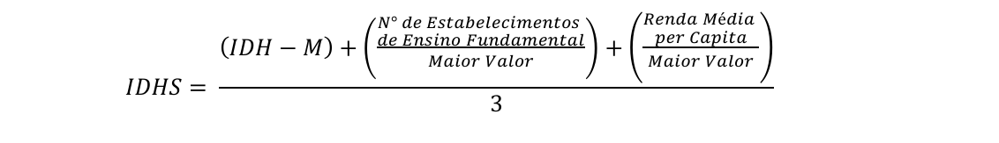 N° de Estabelecimentos
Renda Média
(IDH − M) + (de Ensino Fundamental) + (per Capita)
Maior Valor
Maior Valor
IDHS =
3